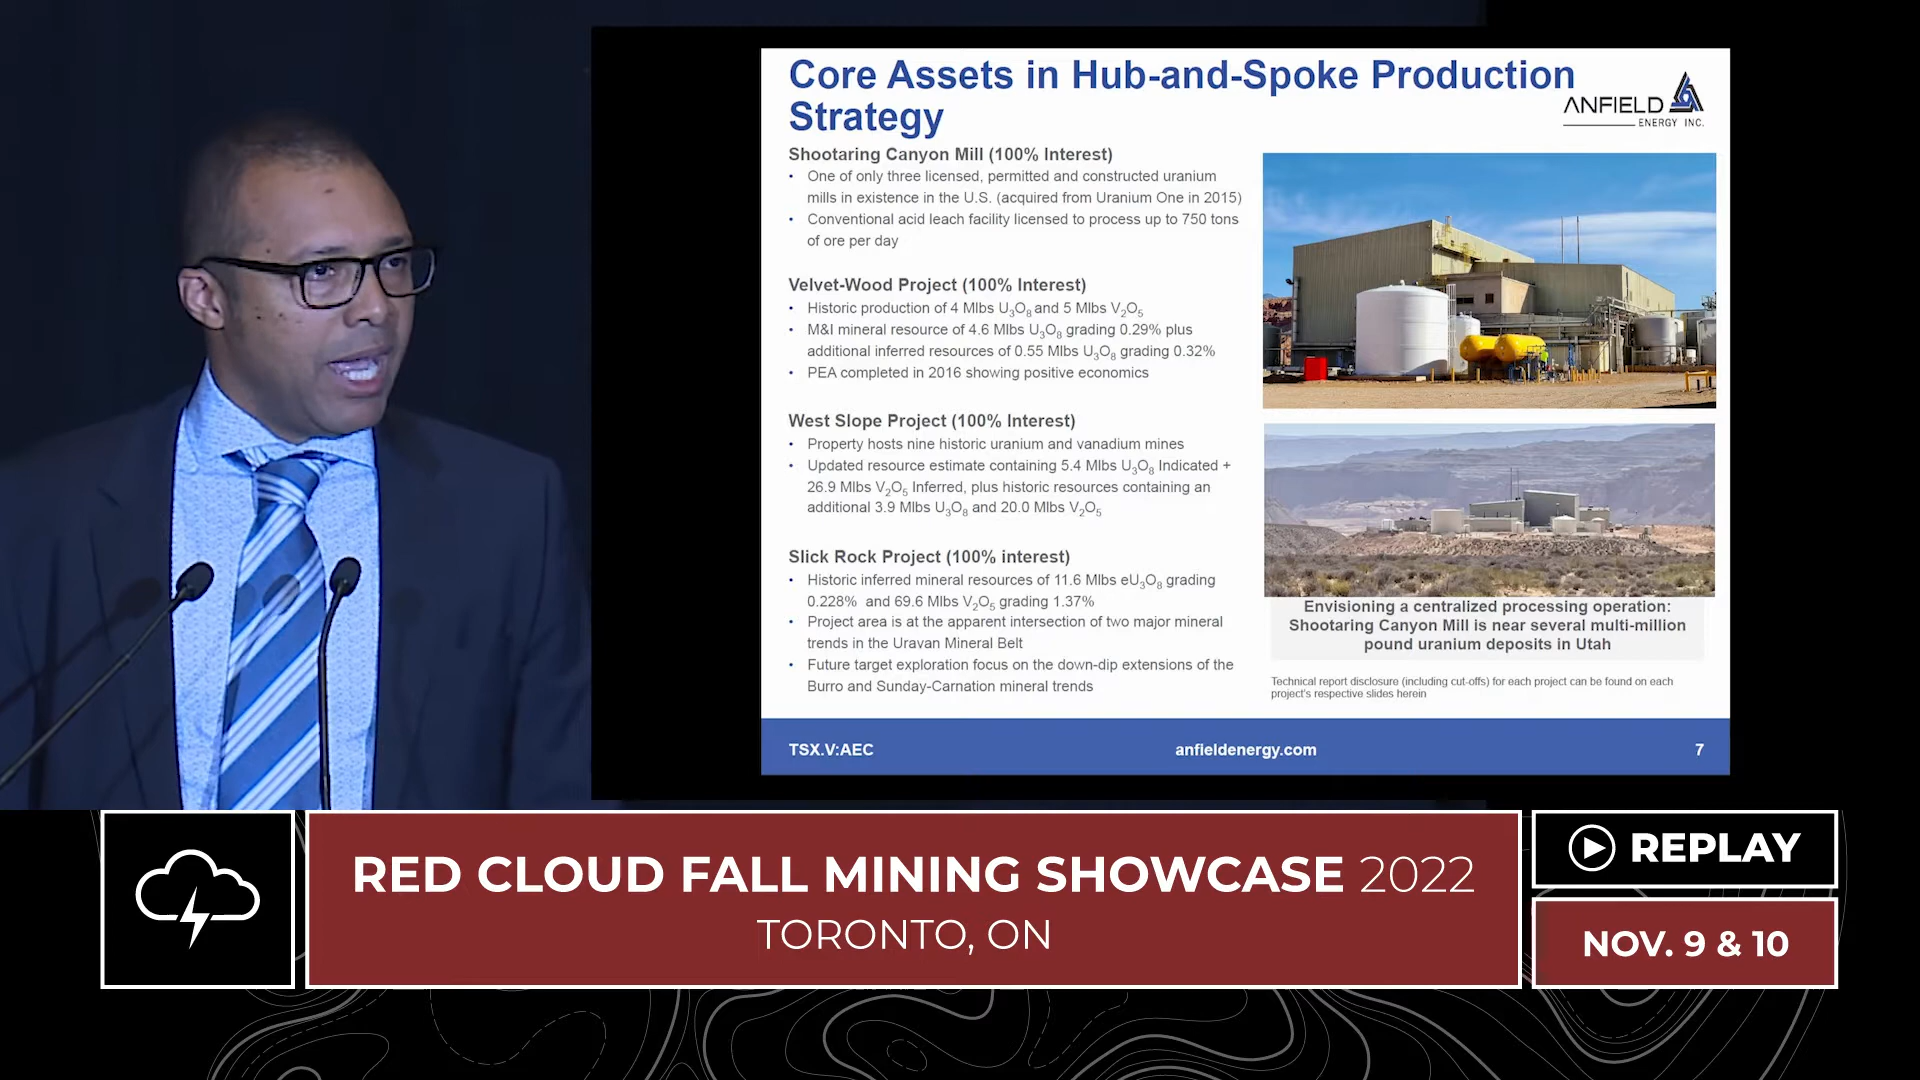 Core Assets in Hub-and-Spoke Production
Strategy
ANFIELD
ENERGY INC.
Shootaring Canyon Mill (100% Interest)
• One of only three licensed, permitted and constructed uranium
mills in existence in the U.S. (acquired from Uranium One in 2015)
• Conventional acid leach facility licensed to process up to 750 tons
of ore per day
Velvet-Wood Project (100% Interest)
• Historic production of 4 Mlbs U₃O₈ and 5 Mlbs V₂O₅
• M&I mineral resource of 4.6 Mlbs U₃O₈ grading 0.29% plus
additional inferred resources of 0.55 Mlbs U₃O₈ grading 0.32%
• PEA completed in 2016 showing positive economics
West Slope Project (100% Interest)
• Property hosts nine historic uranium and vanadium mines
• Updated resource estimate containing 5.4 Mlbs U₃O₈ Indicated +
26.9 Mlbs V₂O₅ Inferred, plus historic resources containing an
additional 3.9 Mlbs U₃O₈ and 20.0 Mlbs V₂O₅
Slick Rock Project (100% interest)
• Historic inferred mineral resources of 11.6 Mlbs eU₃O₈ grading
0.228% and 69.6 Mlbs V₂O₅ grading 1.37%
• Project area is at the apparent intersection of two major mineral
trends in the Uravan Mineral Belt
• Future target exploration focus on the down-dip extensions of the
Burro and Sunday-Carnation mineral trends
Envisioning a centralized processing operation:
Shootaring Canyon Mill is near several multi-million
pound uranium deposits in Utah
Technical report disclosure (including cut-offs) for each project can be found on each
project's respective slides herein
TSX.V:AEC
anfieldenergy.com
7
RED CLOUD FALL MINING SHOWCASE 2022
TORONTO, ON
REPLAY
NOV. 9 & 10